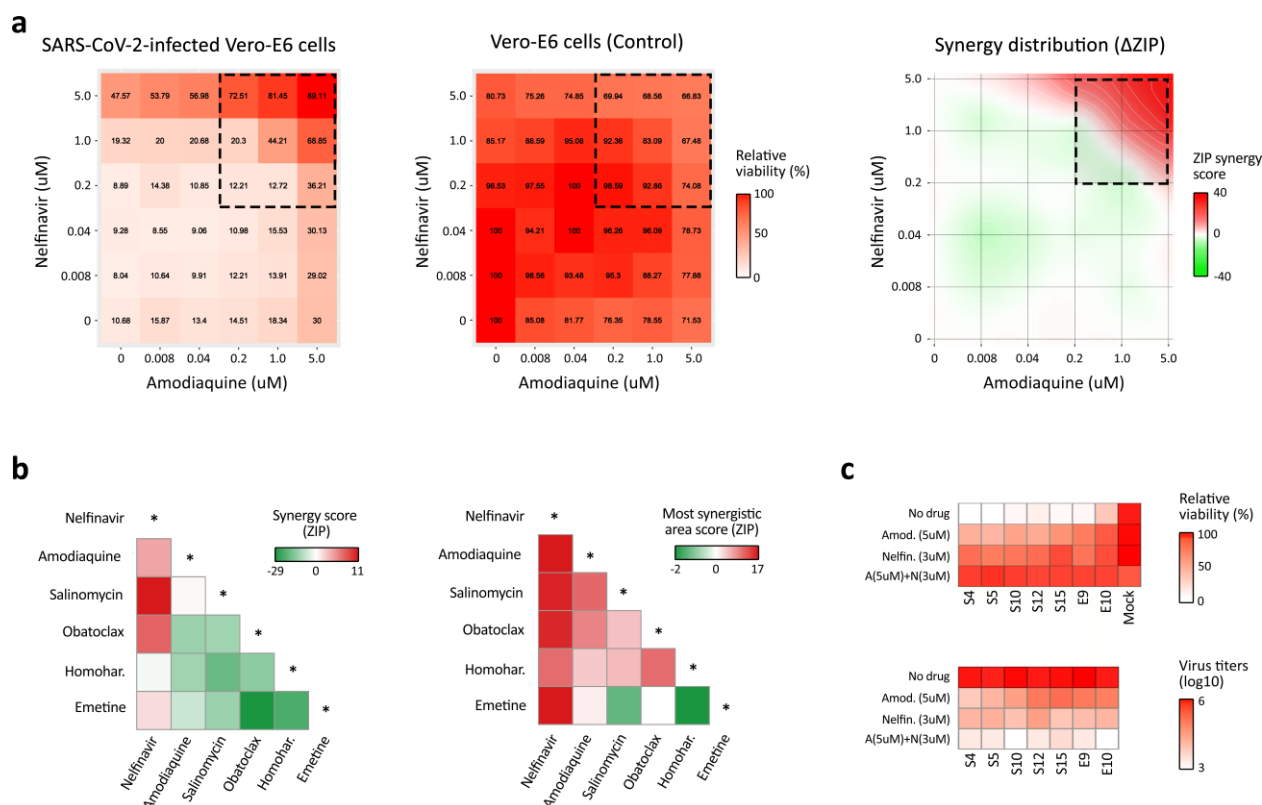 a
SARS-CoV-2-infected Vero-E6 cells
5.0 47.57 53.79 56.98 72.51 81.45 89.11
1.0 19.32 20 20.68 20.3 44.21 68.85
0.2 8.89 14.38 10.85 12.21 12.72 36.21
0.04 9.28 8.55 9.06 10.98 15.53 30.13
0.008 8.04 10.64 9.91 12.21 13.91 29.02
0 10.68 15.87 13.4 14.51 18.34 30
0 0.008 0.04 0.2 1.0 5.0
Nelfinavir (uM)
Amodiaquine (uM)
Vero-E6 cells (Control)
5.0 80.73 75.26 74.85 69.94 68.56 66.83
1.0 85.17 88.59 95.08 92.38 83.09 67.48
0.2 97.55 100 98.59 92.86 74.08
0.04 100 94.21 100 96.26 96.09 78.73
0.008 100 96.56 93.48 95.3 88.27 77.88
0 100 85.08 81.77 76.35 78.55 71.53
0 0.008 0.04 0.2 1.0 5.0
Nelfinavir (uM)
Amodiaquine (uM)
Relative
viability (%)
100
50
0
Synergy distribution (ΔZIP)
5.0
1.0
0.2
0.04
0.008
0
0 0.008 0.04 0.2 1.0 5.0
Nelfinavir (uM)
Amodiaquine (uM)
ZIP synergy
score
40
0
-40
b
Nelfinavir *
Amodiaquine *
Salinomycin *
Obatoclax *
Homohar. *
Emetine *
Nelfinavir
Amodiaquine
Salinomycin
Obatoclax
Homohar.
Emetine
Synergy score
(ZIP)
-29 0 11
Nelfinavir *
Amodiaquine *
Salinomycin *
Obatoclax *
Homohar. *
Emetine *
Nelfinavir
Amodiaquine
Salinomycin
Obatoclax
Homohar.
Emetine
Most synergistic
area score (ZIP)
-2 0 17
c
No drug
Amod. (5uM)
Nelfin. (3uM)
A(5uM)+N(3uM)
S4 S5 S10 S12 S15 E9 E10 Mock
Relative
viability (%)
100
50
0
No drug
Amod. (5uM)
Nelfin. (3uM)
A(5uM)+N(3uM)
S4 S5 S10 S12 S15 E9 E10
Virus titers
(log10)
6
3